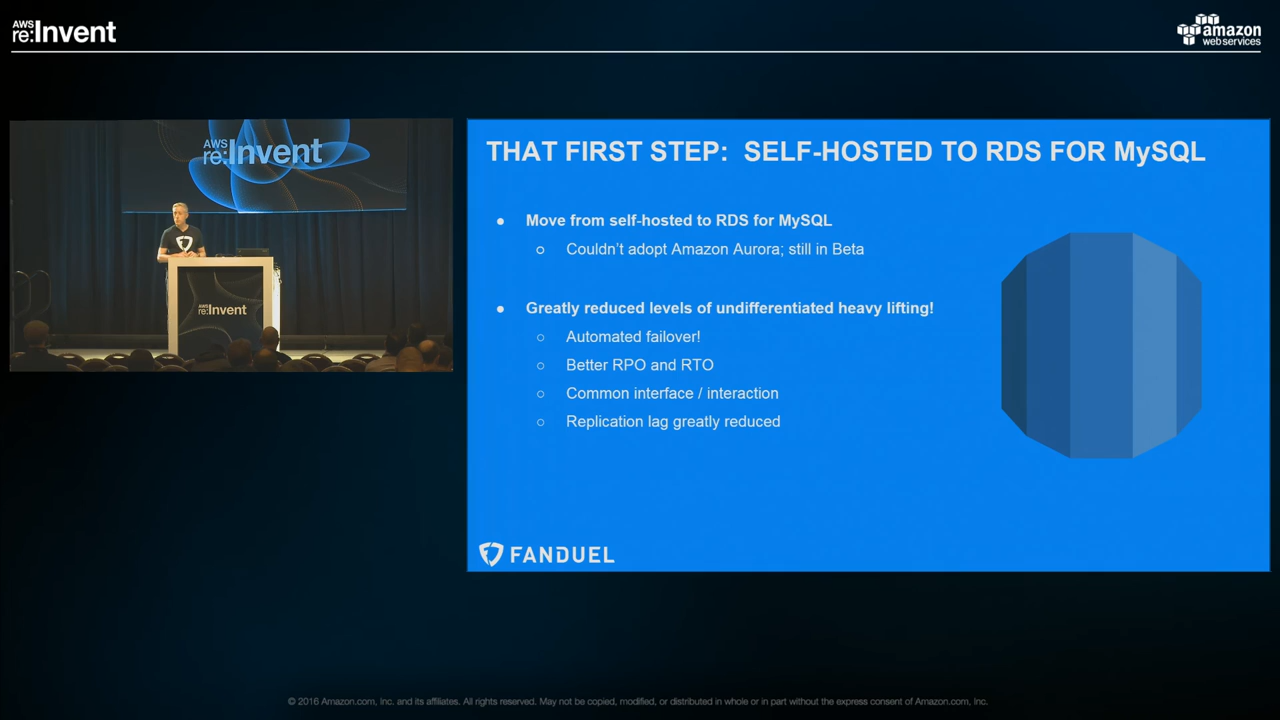 AWS
re:Invent
amazon
web services
AWS
re:Invent
AWS
re:Invent
THAT FIRST STEP: SELF-HOSTED TO RDS FOR MySQL
● Move from self-hosted to RDS for MySQL
○ Couldn't adopt Amazon Aurora; still in Beta
● Greatly reduced levels of undifferentiated heavy lifting!
○ Automated failover!
○ Better RPO and RTO
○ Common interface / interaction
○ Replication lag greatly reduced
FANDUEL
© 2016 Amazon.com, Inc. and its affiliates. All rights reserved. May not be copied, modified, or distributed in whole or in part without the express consent of Amazon.com, Inc.